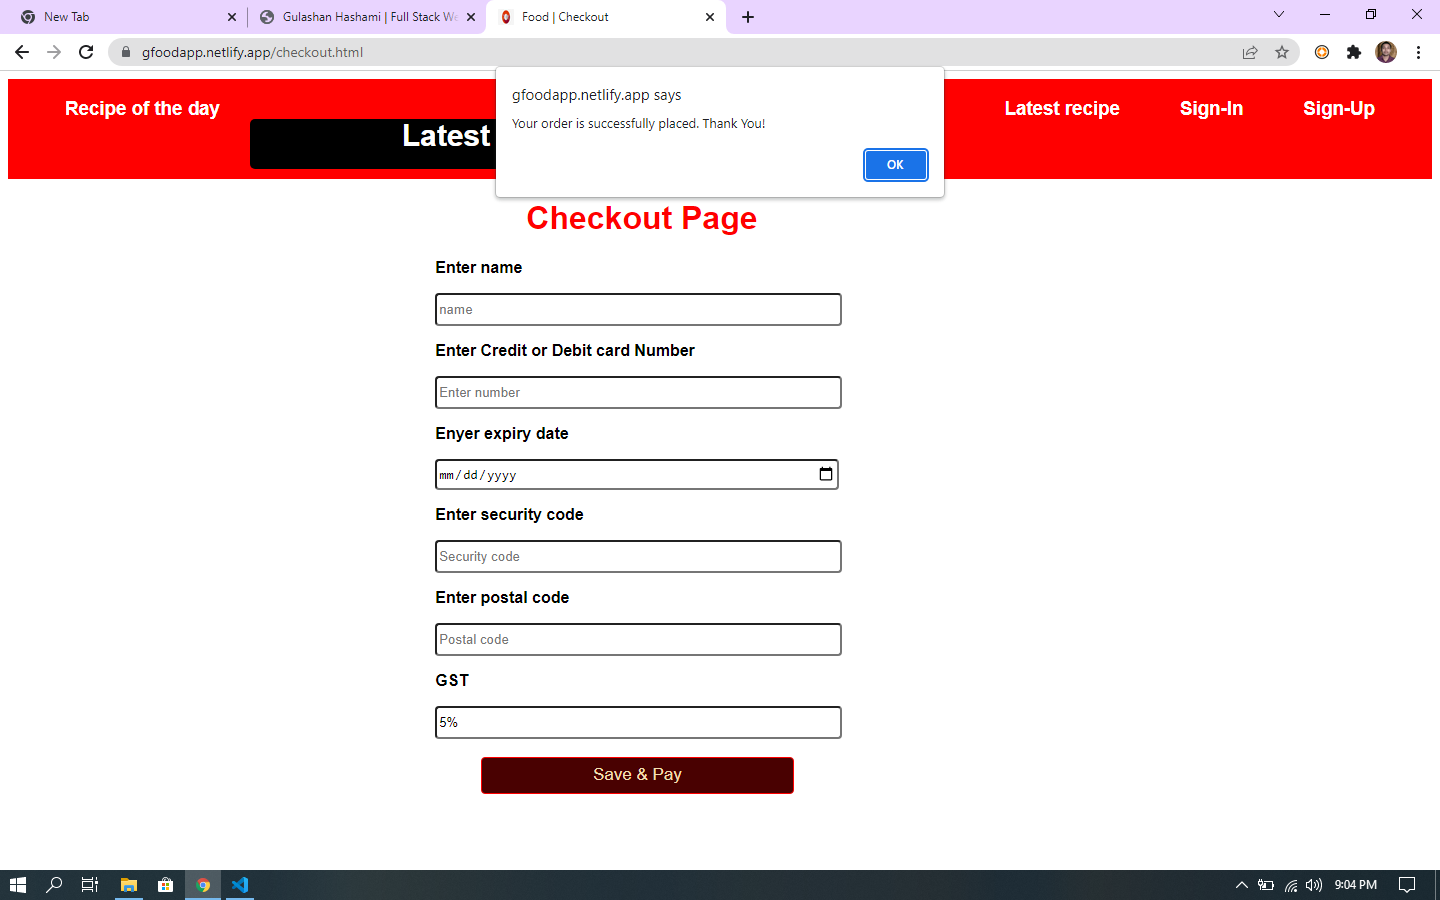 New Tab
Gulashan Hashami | Full Stack We
Food | Checkout
gfoodapp.netlify.app/checkout.html
gfoodapp.netlify.app says
Your order is successfully placed. Thank You!
OK
Recipe of the day
Latest
Latest recipe
Sign-In
Sign-Up
Checkout Page
Enter name
name
Enter Credit or Debit card Number
Enter number
Enyer expiry date
mm/dd/yyyy
Enter security code
Security code
Enter postal code
Postal code
GST
5%
Save & Pay
9:04 PM